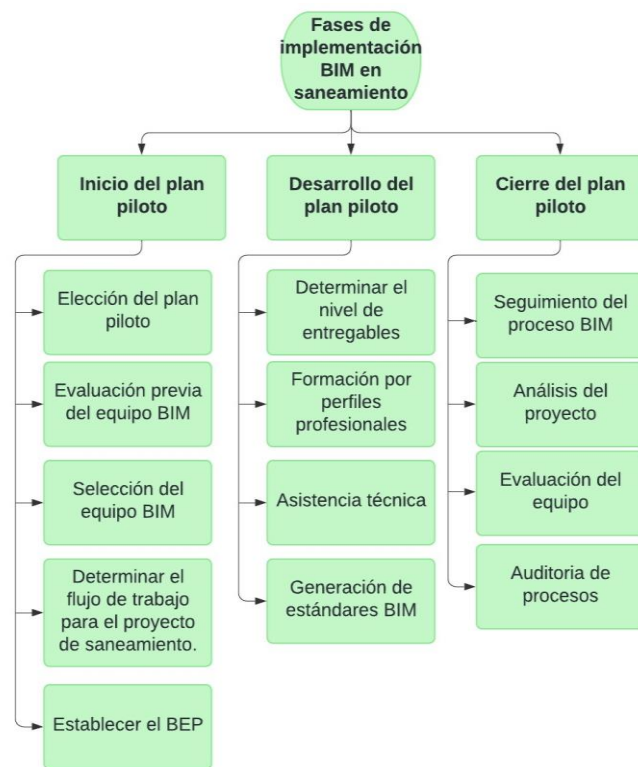 Fases de
implementación
BIM en
saneamiento
Inicio del plan
piloto
Elección del plan
piloto
Evaluación previa
del equipo BIM
Selección del
equipo BIM
Determinar el
flujo de trabajo
para el proyecto
de saneamiento.
Establecer el BEP
Desarrollo del
plan piloto
Determinar el
nivel de
entregables
Formación por
perfiles
profesionales
Asistencia técnica
Generación de
estándares BIM
Cierre del plan
piloto
Seguimiento del
proceso BIM
Análisis del
proyecto
Evaluación del
equipo
Auditoria de
procesos